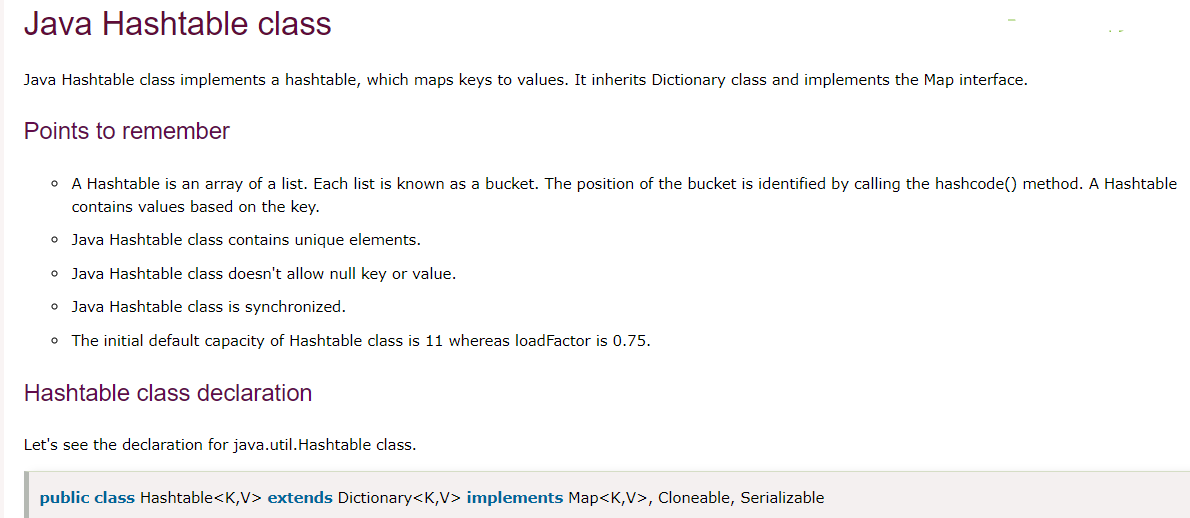 Java Hashtable class
Java Hashtable class implements a hashtable, which maps keys to values. It inherits Dictionary class and implements the Map interface.
Points to remember
A Hashtable is an array of a list. Each list is known as a bucket. The position of the bucket is identified by calling the hashcode() method. A Hashtable
contains values based on the key.
Java Hashtable class contains unique elements.
Java Hashtable class doesn't allow null key or value.
Java Hashtable class is synchronized.
The initial default capacity of Hashtable class is 11 whereas loadFactor is 0.75.
Hashtable class declaration
Let's see the declaration for java.util.Hashtable class.
public class Hashtable<K,V> extends Dictionary<K,V> implements Map<K,V>, Cloneable, Serializable